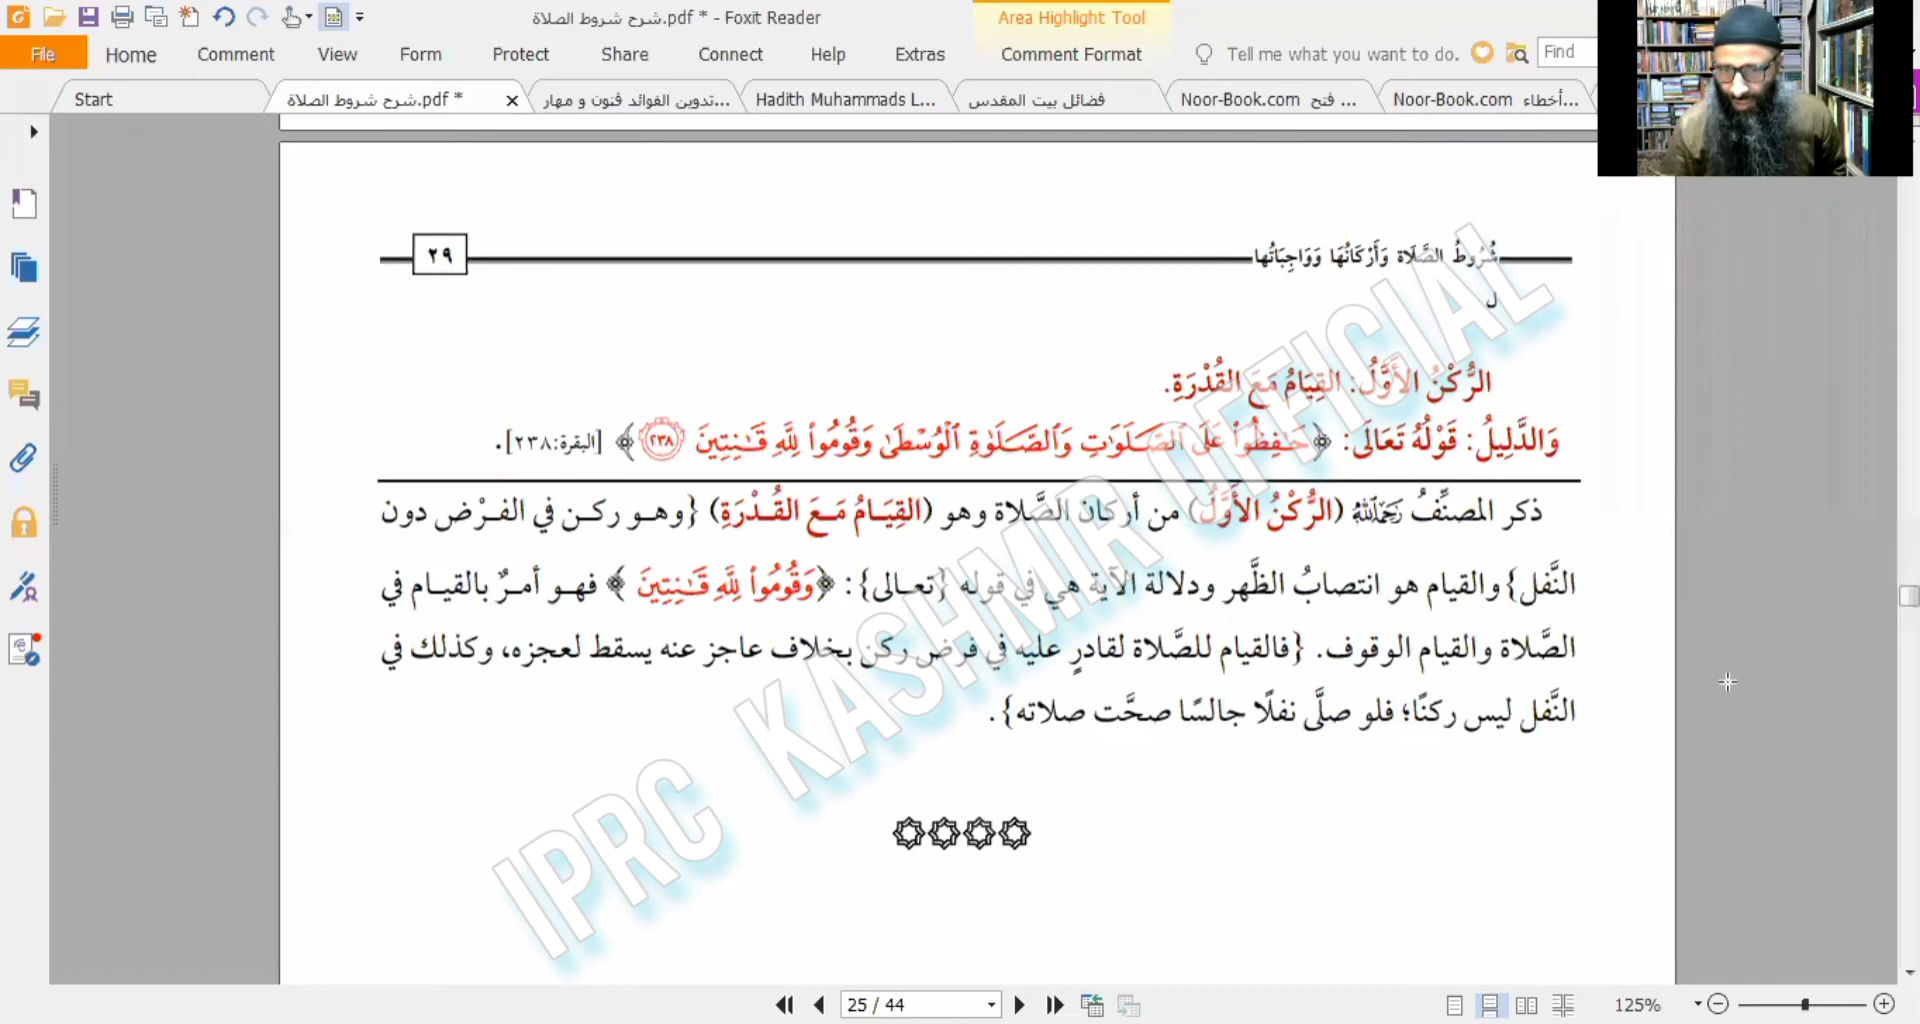 شرح شروط الصلاة.pdf * - Foxit Reader
Area Highlight Tool
File Home Comment View Form Protect Share Connect Help Extras Comment Format Tell me what you want to do. Find
Start
شرح شروط الصلاة.pdf *
تدوين الفوائد فنون و مهار...
Hadith Muhammads L...
فضائل بيت المقدس
Noor-Book.com فتح ...
Noor-Book.com أخطاء...
شُرُوطُ الصَّلَاة وَأَرْكَانُهَا وَوَاجِبَاتُها
٢٩
ل
الرُّكْنُ الأَوَّلُ: القِيَامُ مَعَ القُدْرَةِ.
وَالدَّلِيلُ: قَوْلُهُ تَعَالَى: ﴿حَـٰفِظُوا۟ عَلَى ٱلصَّلَوَٰتِ وَٱلصَّلَوٰةِ ٱلْوُسْطَىٰ وَقُومُوا۟ لِلَّهِ قَـٰنِتِينَ ٢٣٨﴾ [البقرة:٢٣٨].
ذكر المصنِّفُ رَحِمَهُ ٱللَّهُ (الرُّكْنُ الأَوَّلُ) من أركان الصَّلاة وهو (القِيَامُ مَعَ القُدْرَةِ) {وهو ركن في الفرْض دون
النَّفل} والقيام هو انتصابُ الظَّهر ودلالة الآية هي في قوله {تعالى}: ﴿وَقُومُوا۟ لِلَّهِ قَـٰنِتِينَ﴾ فهو أمرٌ بالقيام في
الصَّلاة والقيام الوقوف. {فالقيام للصَّلاة لقادرٍ عليه في فرض ركن بخلاف عاجز عنه يسقط لعجزه، وكذلك في
النَّفل ليس ركنًا؛ فلو صلَّى نفلًا جالسًا صحَّت صلاته}.
IPRC KASHMIR OFFICIAL
25 / 44
125%